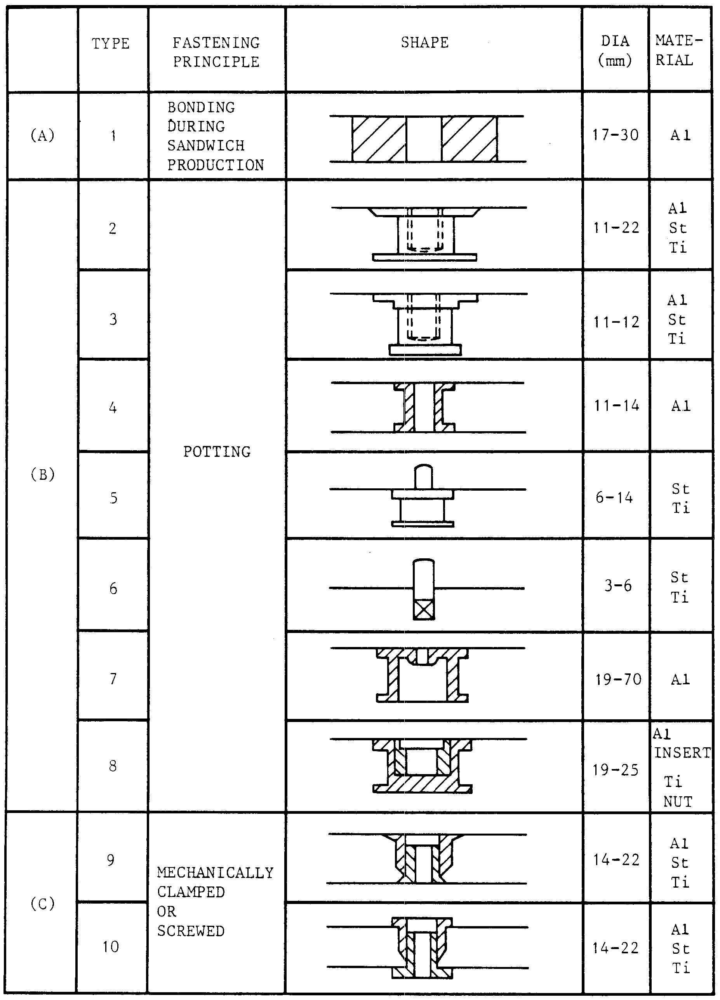 TYPE
FASTENING
PRINCIPLE
SHAPE
DIA
(mm)
MATE-
RIAL
(A)
1
BONDING
DURING
SANDWICH
PRODUCTION
17-30
Al
(B)
POTTING
2
11-22
Al
St
Ti
3
11-12
Al
St
Ti
4
11-14
Al
5
6-14
St
Ti
6
3-6
St
Ti
7
19-70
Al
8
19-25
Al
INSERT
Ti
NUT
(C)
MECHANICALLY
CLAMPED
OR
SCREWED
9
14-22
Al
St
Ti
10
14-22
Al
St
Ti